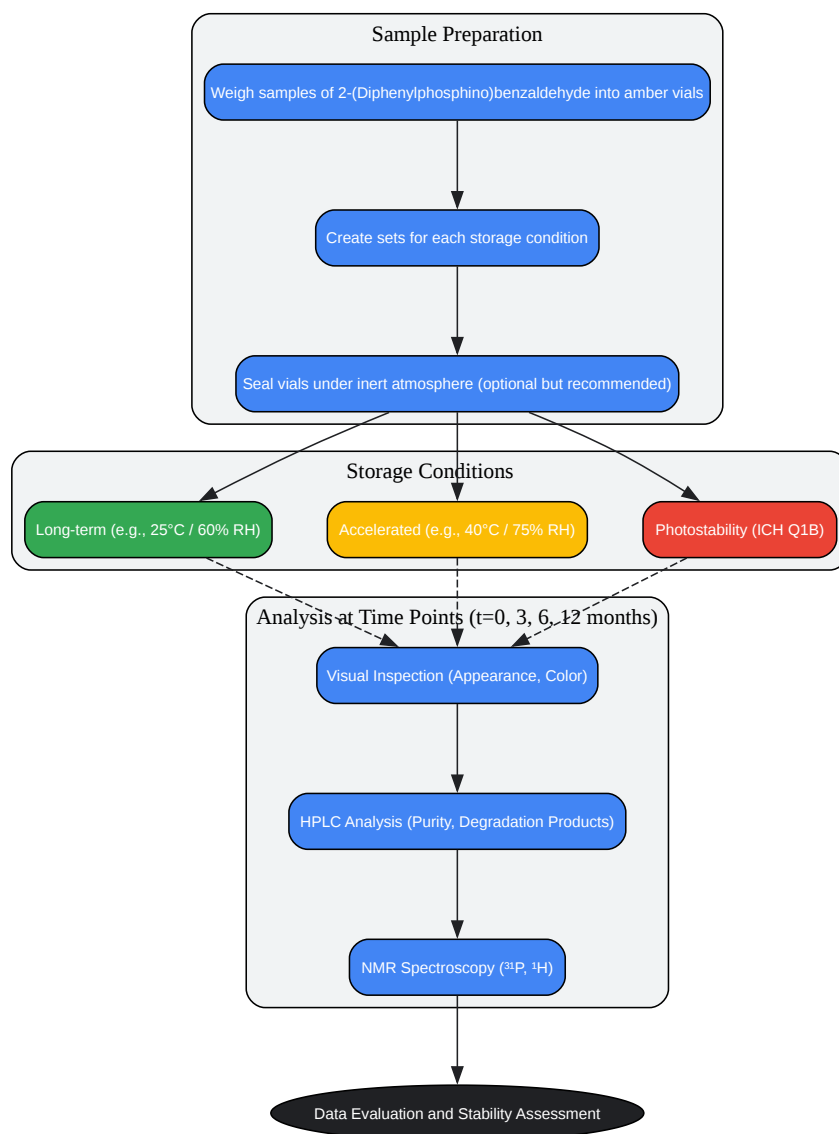 Sample Preparation
Weigh samples of 2-(Diphenylphosphino)benzaldehyde into amber vials
Create sets for each storage condition
Seal vials under inert atmosphere (optional but recommended)
Storage Conditions
Long-term (e.g., 25°C / 60% RH)
Accelerated (e.g., 40°C / 75% RH)
Photostability (ICH Q1B)
Analysis at Time Points (t=0, 3, 6, 12 months)
Visual Inspection (Appearance, Color)
HPLC Analysis (Purity, Degradation Products)
NMR Spectroscopy (³¹P, ¹H)
Data Evaluation and Stability Assessment